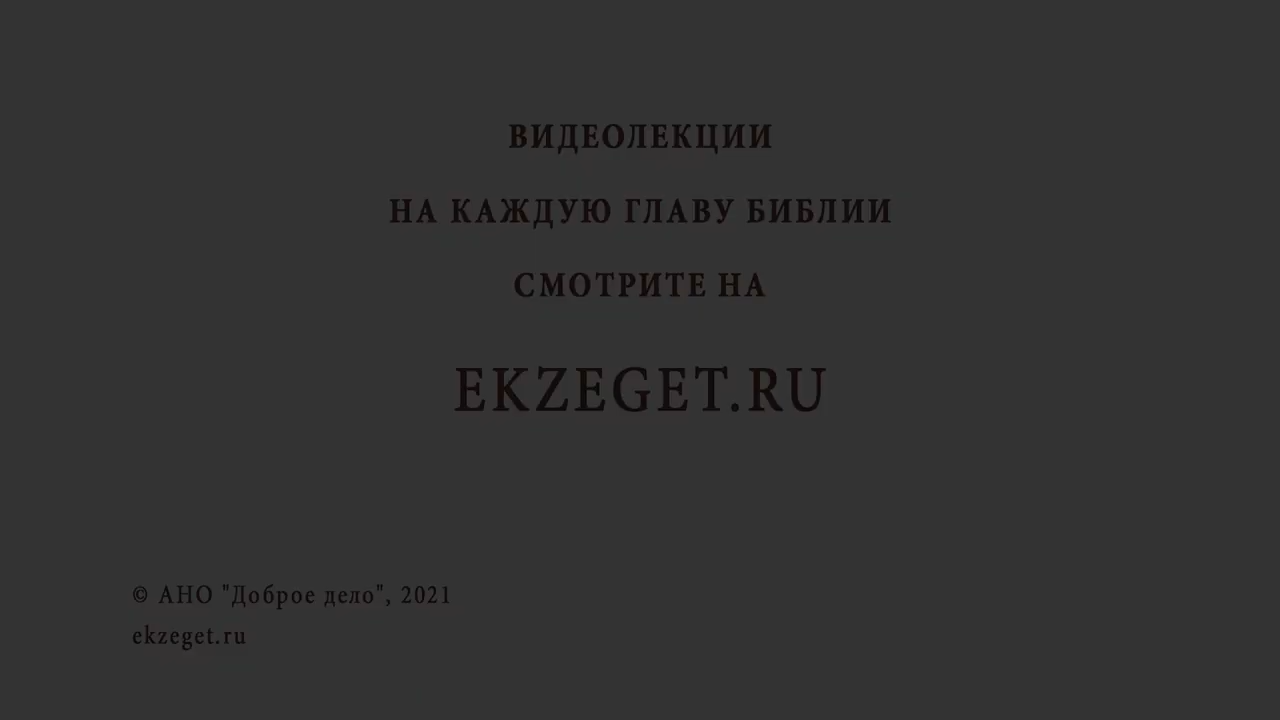 ВИДЕОЛЕКЦИИ
НА КАЖДУЮ ГЛАВУ БИБЛИИ
СМОТРИТЕ НА
EKZEGET.RU
© АНО "Доброе дело", 2021
ekzeget.ru